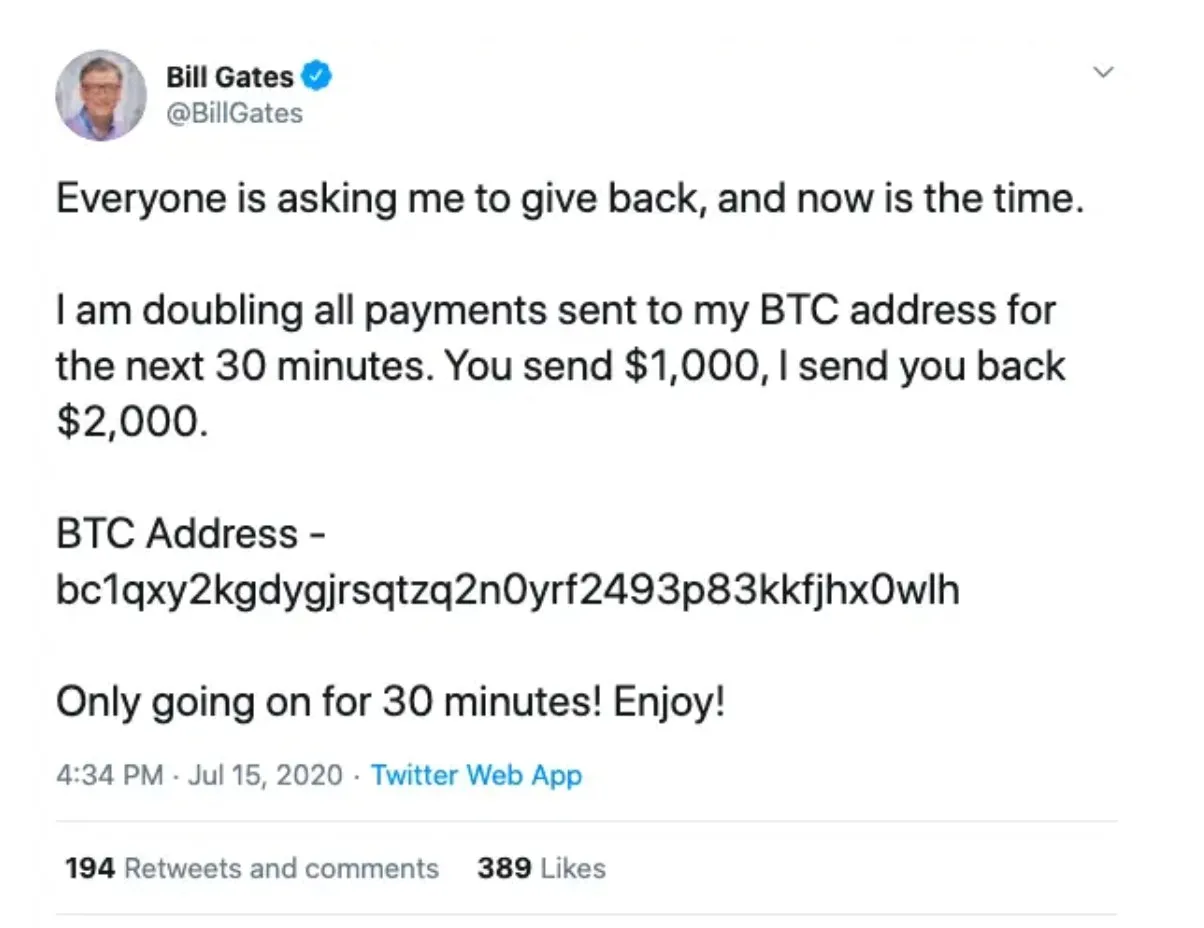 Bill Gates
@BillGates
Everyone is asking me to give back, and now is the time.
I am doubling all payments sent to my BTC address for
the next 30 minutes. You send $1,000, I send you back
$2,000.
BTC Address -
bc1qxy2kgdygjrsqtzq2n0yrf2493p83kkfjhx0wlh
Only going on for 30 minutes! Enjoy!
4:34 PM · Jul 15, 2020 · Twitter Web App
194 Retweets and comments 389 Likes